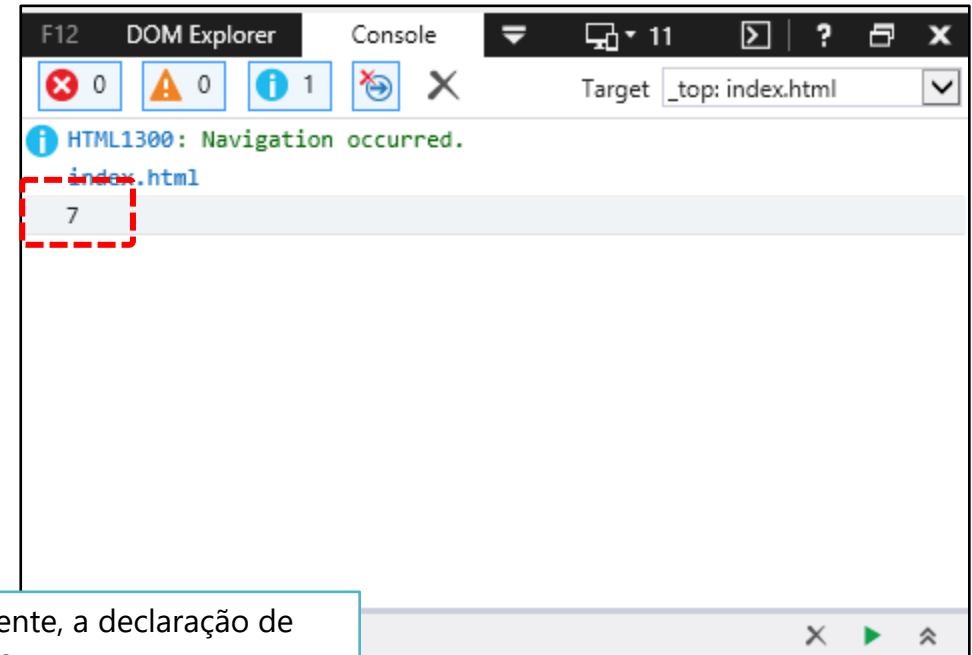 F12 DOM Explorer Console 11 ?
0 0 1 Target _top: index.html
HTML1300: Navigation occurred.
index.html
7
ente, a declaração de